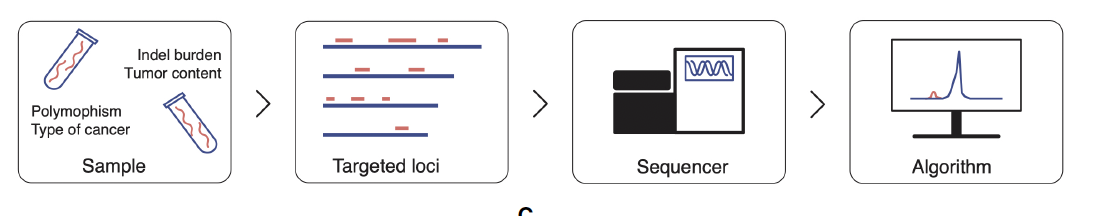 Indel burden
Tumor content
Polymophism
Type of cancer
Sample
Targeted loci
Sequencer
Algorithm